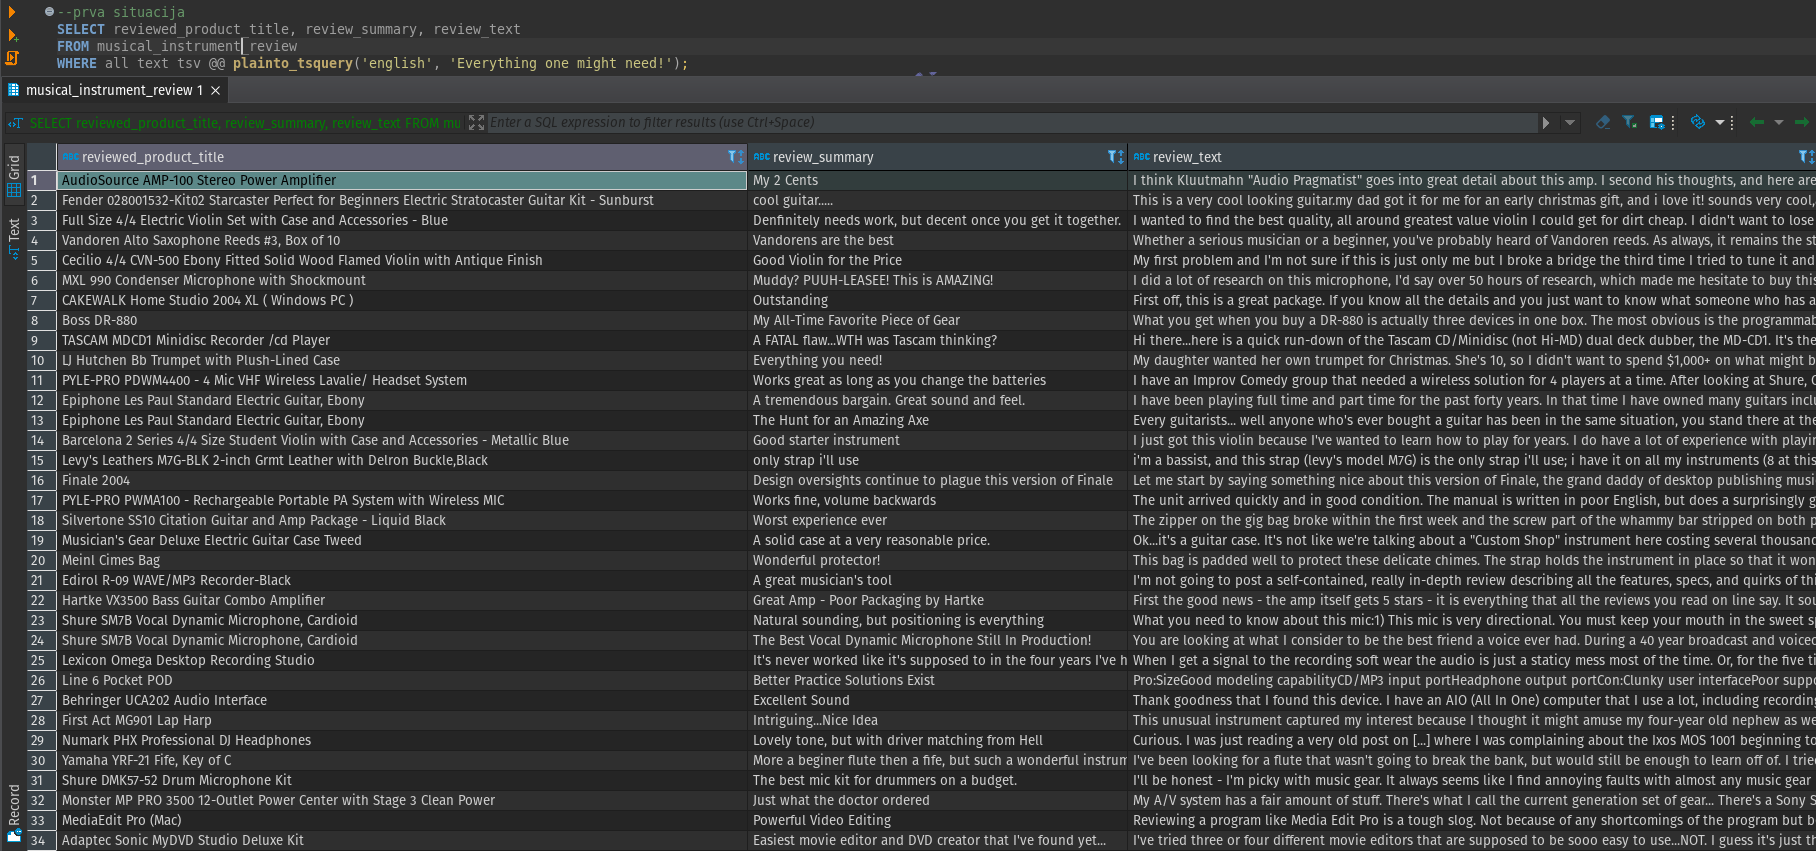 --prva situacija
SELECT reviewed_product_title, review_summary, review_text
FROM musical_instrument_review
WHERE all_text_tsv @@ plainto_tsquery('english', 'Everything one might need!');
musical_instrument_review 1
SELECT reviewed_product_title, review_summary, review_text FROM mu
Enter a SQL expression to filter results (use Ctrl+Space)
Grid
Text
Record
ABC reviewed_product_title ABC review_summary ABC review_text
1 AudioSource AMP-100 Stereo Power Amplifier My 2 Cents I think Kluutmahn "Audio Pragmatist" goes into great detail about this amp. I second his thoughts, and here are
2 Fender 028001532-Kit02 Starcaster Perfect for Beginners Electric Stratocaster Guitar Kit - Sunburst cool guitar..... This is a very cool looking guitar.my dad got it me for me for an early christmas gift, and i love it! sounds very cool,
3 Full Size 4/4 Electric Violin Set with Case and Accessories - Blue Denfinitely needs work, but decent once you get it together. I wanted to find the best quality, all around greatest value violin I could get for dirt cheap. I didn't want to lose
4 Vandoren Alto Saxophone Reeds #3, Box of 10 Vandorens are the best Whether a serious musician or a beginner, you've probably heard of Vandoren reeds. As always, it remains the st
5 Cecilio 4/4 CVN-500 Ebony Fitted Solid Wood Flamed Violin with Antique Finish Good Violin for the Price My first problem and I'm not sure if this is just only me but I broke a bridge the third time I tried to tune it and
6 MXL 990 Condenser Microphone with Shockmount Muddy? PUUH-LEASEE! This is AMAZING! I did a lot of research on this microphone, I'd say over 50 hours of research, which made me hesitate to buy this
7 CAKEWALK Home Studio 2004 XL ( Windows PC ) Outstanding First off, this is a great package. If you know all the details and you just want to know what someone who has a
8 Boss DR-880 My All-Time Favorite Piece of Gear What you get when you buy a DR-880 is actually three devices in one box. The most obvious is the programmab
9 TASCAM MDCD1 Minidisc Recorder /cd Player A FATAL flaw...WTH was Tascam thinking? Hi there...here is a quick run-down of the Tascam CD/Minidisc (not Hi-MD) dual deck dubber, the MD-CD1. It's the
10 LJ Hutchen Bb Trumpet with Plush-Lined Case Everything you need! My daughter wanted her own trumpet for Christmas. She's 10, so I didn't want to spend $1,000+ on what might b
11 PYLE-PRO PDWM4400 - 4 Mic VHF Wireless Lavalie/ Headset System Works great as long as you change the batteries I have an Improv Comedy group that needed a wireless solution for 4 players at a time. After looking at Shure, C
12 Epiphone Les Paul Standard Electric Guitar, Ebony A tremendous bargain. Great sound and feel. I have been playing full time and part time for the past forty years. In that time I have owned many guitars inclu
13 Epiphone Les Paul Standard Electric Guitar, Ebony The Hunt for an Amazing Axe Every guitarists... well anyone who's ever bought a guitar has been in the same situation, you stand there at the
14 Barcelona 2 Series 4/4 Size Student Violin with Case and Accessories - Metallic Blue Good starter instrument I just got this violin because I've wanted to learn how to play for years. I do have a lot of experience with playin
15 Levy's Leathers M7G-BLK 2-inch Grmt Leather with Delron Buckle,Black only strap i'll use i'm a bassist, and this strap (levy's model M7G) is the only strap i'll use; i have it on all my instruments (8 at this
16 Finale 2004 Design oversights continue to plague this version of Finale Let me start by saying something nice about this version of Finale, the grand daddy of desktop publishing musi
17 PYLE-PRO PWMA100 - Rechargeable Portable PA System with Wireless MIC Works fine, volume backwards The unit arrived quickly and in good condition. The manual is written in poor English, but does a surprisingly g
18 Silvertone SS10 Citation Guitar and Amp Package - Liquid Black Worst experience ever The zipper on the gig bag broke within the first week and the screw part of the whammy bar stripped on both p
19 Musician's Gear Deluxe Electric Guitar Case Tweed A solid case at a very reasonable price. Ok...it's a guitar case. It's not like we're talking about a "Custom Shop" instrument here costing several thousan
20 Meinl Cimes Bag Wonderful protector! This bag is padded well to protect these delicate chimes. The strap holds the instrument in place so that it won
21 Edirol R-09 WAVE/MP3 Recorder-Black A great musician's tool I'm not going to post a self-contained, really in-depth review describing all the features, specs, and quirks of thi
22 Hartke VX3500 Bass Guitar Combo Amplifier Great Amp - Poor Packaging by Hartke First the good news - the amp itself gets 5 stars - it is everything that all the reviews you read on line say. It sou
23 Shure SM7B Vocal Dynamic Microphone, Cardioid Natural sounding, but positioning is everything What you need to know about this mic:1) This mic is very directional. You must keep your mouth in the sweet sp
24 Shure SM7B Vocal Dynamic Microphone, Cardioid The Best Vocal Dynamic Microphone Still In Production! You are looking at what I consider to be the best friend a voice ever had. During a 40 year broadcast and voiced
25 Lexicon Omega Desktop Recording Studio It's never worked like it's supposed to in the four years I've h When I get a signal to the recording soft wear the audio is just a staticy mess most of the time. Or, for the five ti
26 Line 6 Pocket POD Better Practice Solutions Exist Pro:SizeGood modeling capabilityCD/MP3 input portHeadphone output portCon:Clunky user interfacePoor suppo
27 Behringer UCA202 Audio Interface Excellent Sound Thank goodness that I found this device. I have an AIO (All In One) computer that I use a lot, including recording
28 First Act MG901 Lap Harp Intriguing...Nice Idea This unusual instrument captured my interest because I thought it might amuse my four-year old nephew as we
29 Numark PHX Professional DJ Headphones Lovely tone, but with driver matching from Hell Curious. I was just reading a very old post on [...] where I was complaining about the Ixos MOS 1001 beginning to
30 Yamaha YRF-21 Fife, Key of C More a beginer flute then a fife, but such a wonderful instrum I've been looking for a flute that wasn't going to break the bank, but would still be enough to learn off of. I trie
31 Shure DMK57-52 Drum Microphone Kit The best mic kit for drummers on a budget. I'll be honest - I'm picky with music gear. It always seems like I find annoying faults with almost any music gear
32 Monster MP PRO 3500 12-Outlet Power Center with Stage 3 Clean Power Just what the doctor ordered My A/V system has a fair amount of stuff. There's what I call the current generation set of gear... There's a Sony S
33 MediaEdit Pro (Mac) Powerful Video Editing Reviewing a program like Media Edit Pro is a tough slog. Not because of any shortcomings of the program but b
34 Adaptec Sonic MyDVD Studio Deluxe Kit Easiest movie editor and DVD creator that I've found yet... I've tried three or four different movie editors that are supposed to be sooo easy to use...NOT. I guess it's just th